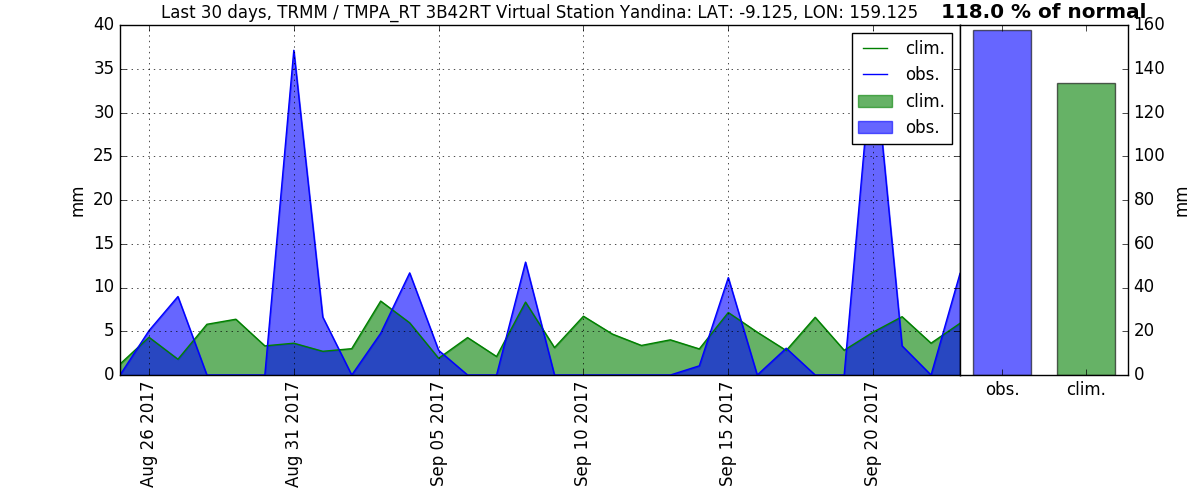 Last 30 days, TRMM / TMPA_RT 3B42RT Virtual Station Yandina: LAT: -9.125, LON: 159.125
118.0 % of normal
40
35
30
25
20
15
10
5
0
mm
clim.
obs.
clim.
obs.
160
140
120
100
80
60
40
20
0
mm
Aug 26 2017
Aug 31 2017
Sep 05 2017
Sep 10 2017
Sep 15 2017
Sep 20 2017
obs.
clim.